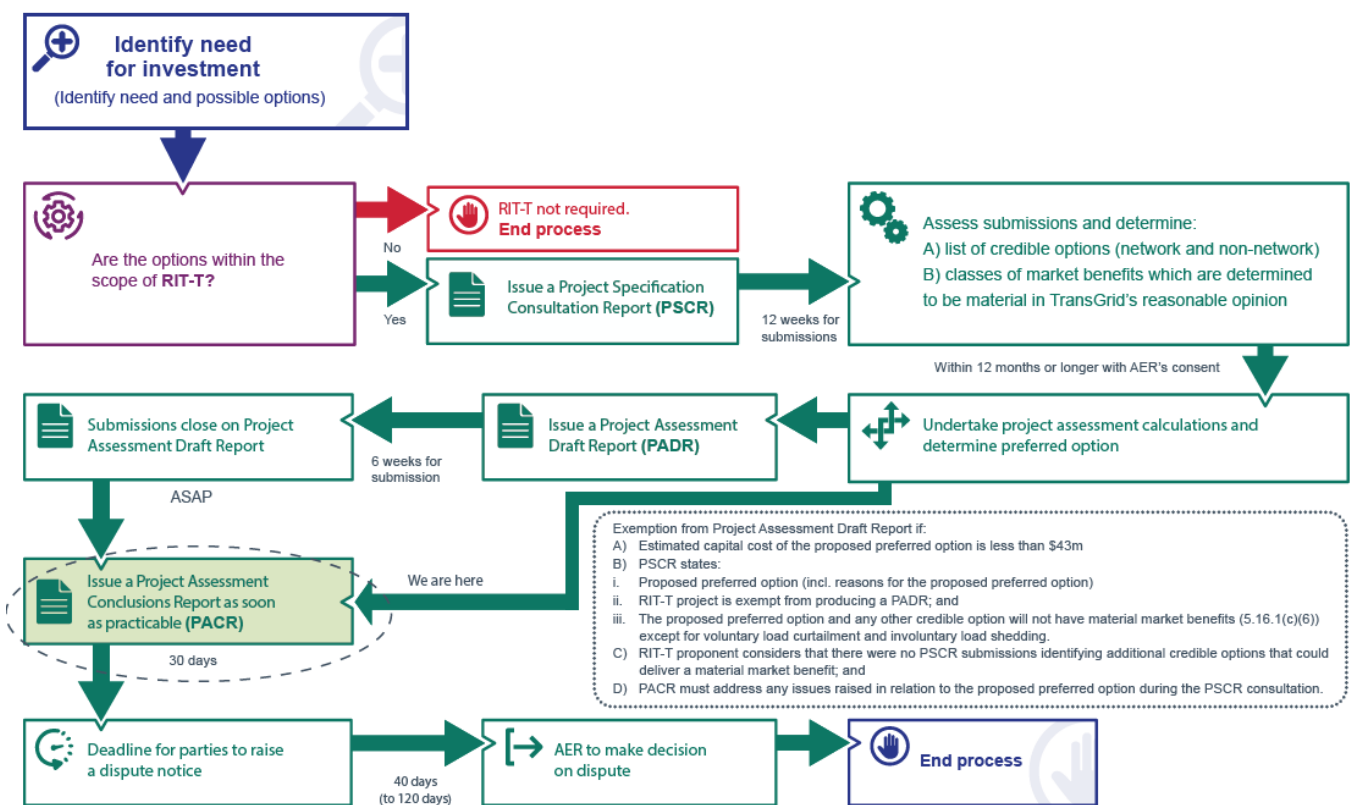 Identify need
for investment
(Identify need and possible options)
Are the options within the
scope of RIT-T?
No
Yes
RIT-T not required.
End process
Issue a Project Specification
Consultation Report (PSCR)
12 weeks for
submissions
Assess submissions and determine:
A) list of credible options (network and non-network)
B) classes of market benefits which are determined
to be material in TransGrid's reasonable opinion
Within 12 months or longer with AER's consent
Undertake project assessment calculations and
determine preferred option
Issue a Project Assessment
Draft Report (PADR)
6 weeks for
submission
Submissions close on Project
Assessment Draft Report
ASAP
Issue a Project Assessment
Conclusions Report as soon
as practicable (PACR)
We are here
Exemption from Project Assessment Draft Report if:
A) Estimated capital cost of the proposed preferred option is less than $43m
B) PSCR states:
i. Proposed preferred option (incl. reasons for the proposed preferred option)
ii. RIT-T project is exempt from producing a PADR; and
iii. The proposed preferred option and any other credible option will not have material market benefits (5.16.1(c)(6))
except for voluntary load curtailment and involuntary load shedding.
C) RIT-T proponent considers that there were no PSCR submissions identifying additional credible options that could
deliver a material market benefit; and
D) PACR must address any issues raised in relation to the proposed preferred option during the PSCR consultation.
30 days
Deadline for parties to raise
a dispute notice
40 days
(to 120 days)
AER to make decision
on dispute
End process